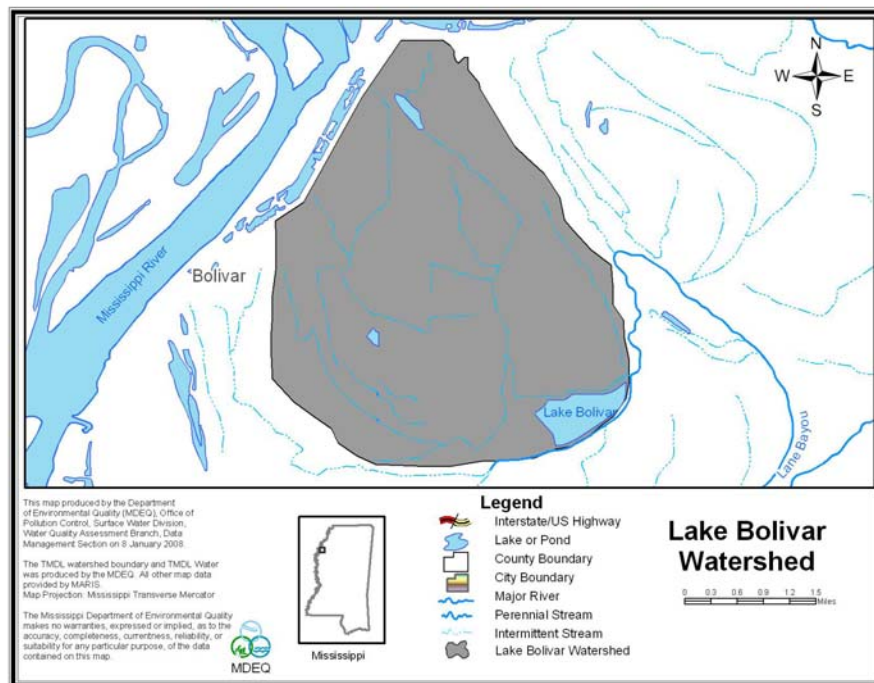 N
W E
S
Mississippi River
Bolivar
Lake Bolivar
Lane Bayou
This map produced by the Department
of Environmental Quality (MDEQ), Office of
Pollution Control, Surface Water Division,
Water Quality Assessment Branch, Data
Management Section on 8 January 2008.
The TMDL watershed boundary and TMDL Water
was produced by the MDEQ. All other map data
provided by MARIS.
Map Projection: Mississippi Transverse Mercator
The Mississippi Department of Environmental Quality
makes no warranties, expressed or implied, as to the
accuracy, completeness, currentness, reliability, or
suitability for any particular purpose, of the data
contained on this map.
MDEQ
Mississippi
Legend
Interstate/US Highway
Lake or Pond
County Boundary
City Boundary
Major River
Perennial Stream
Intermittent Stream
Lake Bolivar Watershed
Lake Bolivar
Watershed
0 0.3 0.6 0.9 1.2 1.5
Miles